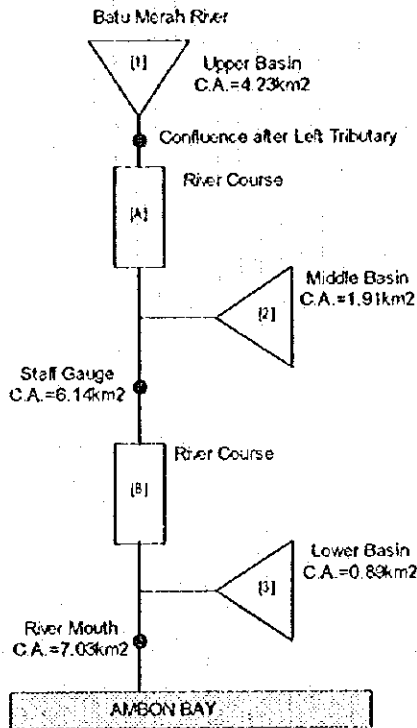 Batu Merah River
[1]
Upper Basin
C.A.=4.23km2
Confluence after Left Tributary
River Course
[A]
Middle Basin
C.A.=1.91km2
[2]
Staff Gauge
C.A.=6.14km2
River Course
[B]
Lower Basin
C.A.=0.89km2
[3]
River Mouth
C.A.=7.03km2
AMBON BAY